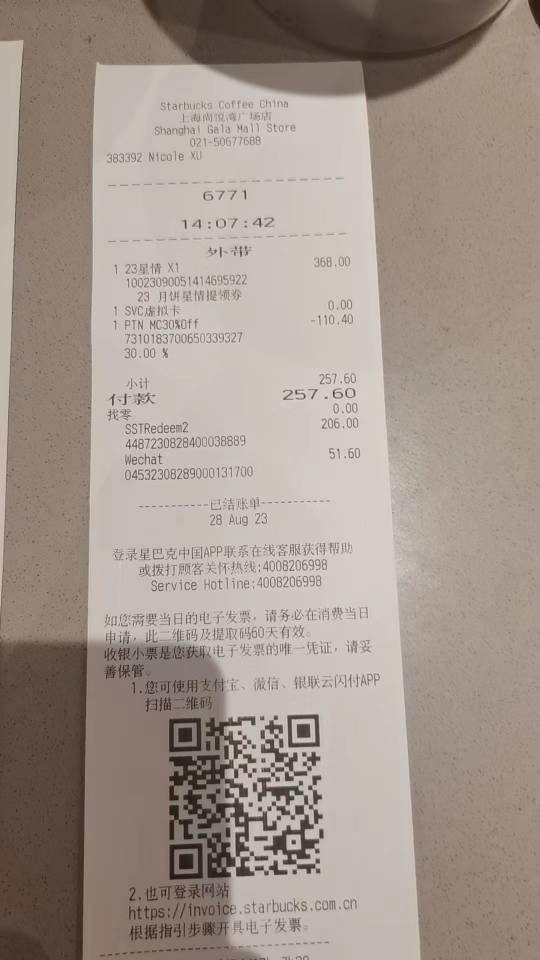 Starbucks Coffee China
上海尚悦湾广场店
Shanghai Gala Mall Store
021-50677688
383392 Nicole XU
6771
14:07:42
外带
1 23星情 X1 368.00
10023090051414695922
23 月饼星情提领券
1 SVC虚拟卡 0.00
1 PTN MC30%Off -110.40
7310183700650339327
30.00 %
小计 257.60
付款 257.60
找零 0.00
SSTRedeem2 206.00
4487230828400038889
Wechat 51.60
04532308289000131700
-----------已结账单-----------
28 Aug 23
登录星巴克中国APP联系在线客服获得帮助
或拨打顾客关怀热线:4008206998
Service Hotline:4008206998
如您需要当日的电子发票，请务必在消费当日
申请，此二维码及提取码60天有效。
收银小票是您获取电子发票的唯一凭证，请妥
善保管。
1.您可使用支付宝、微信、银联云闪付APP
扫描二维码
2.也可登录网站
https://invoice.starbucks.com.cn
根据指引步骤开具电子发票。